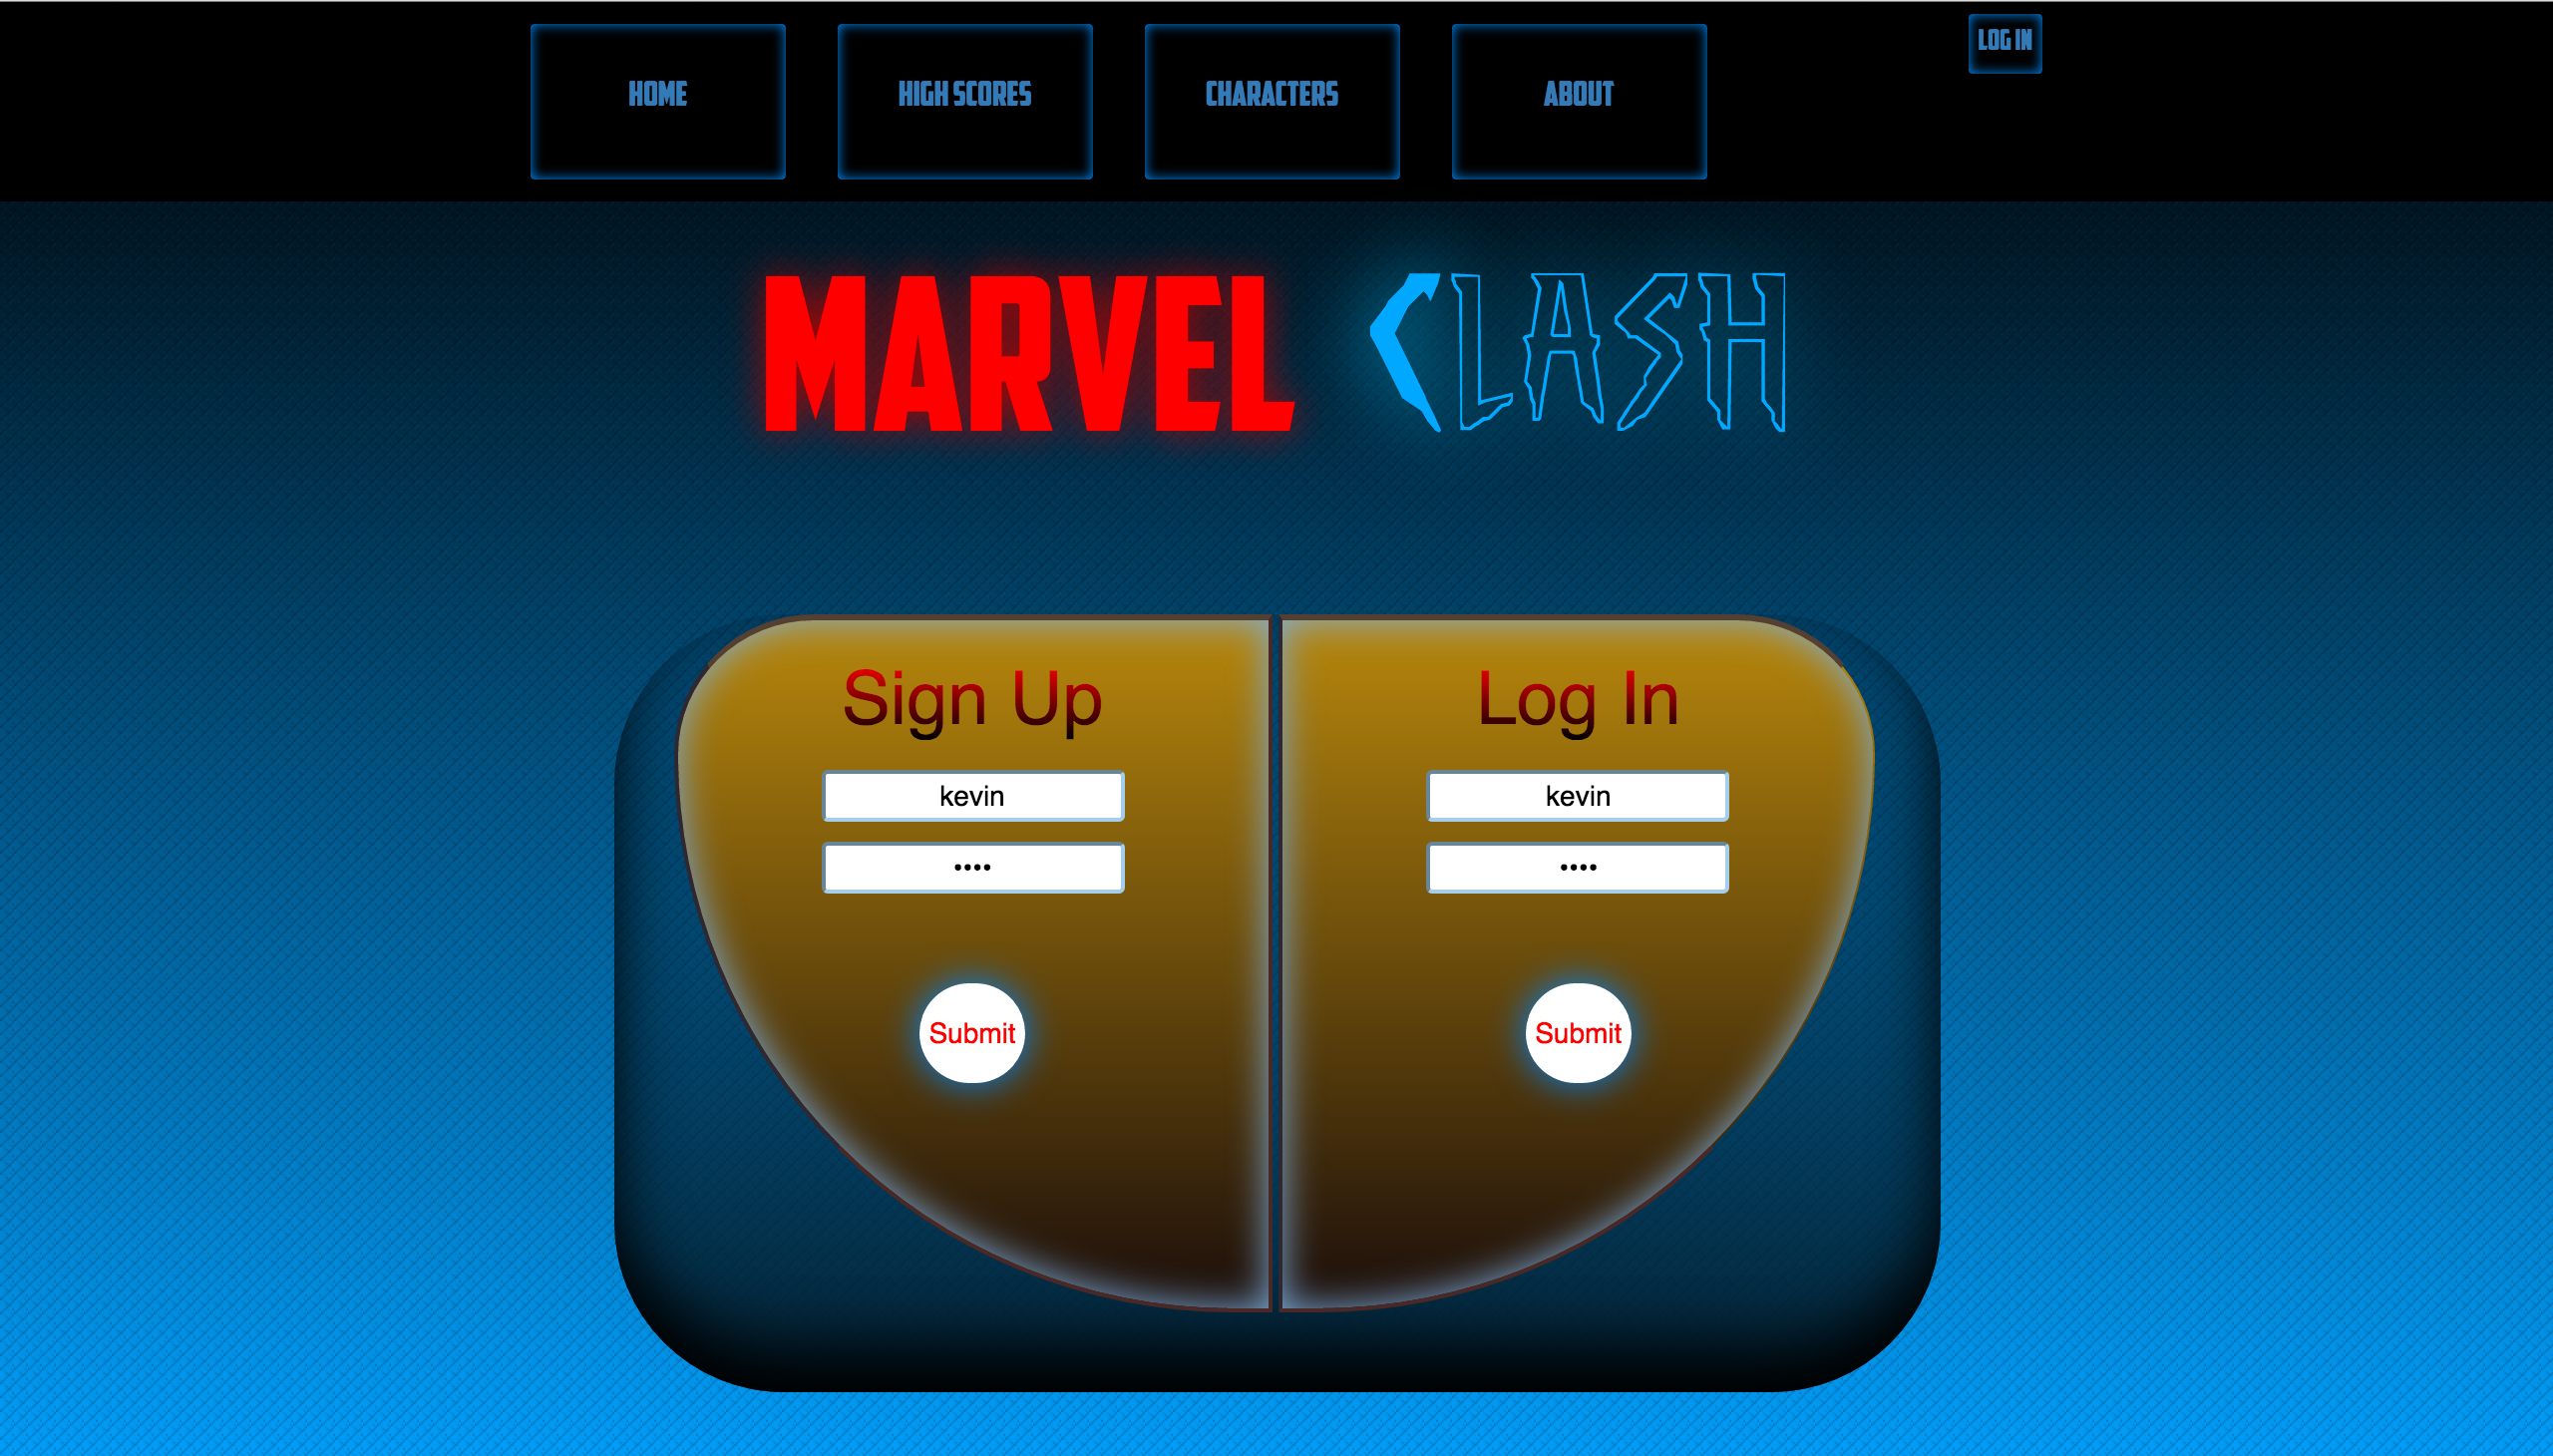 HOME HIGH SCORES CHARACTERS ABOUT LOG IN
MARVEL CLASH
Sign Up
kevin
••••
Submit
Log In
kevin
••••
Submit